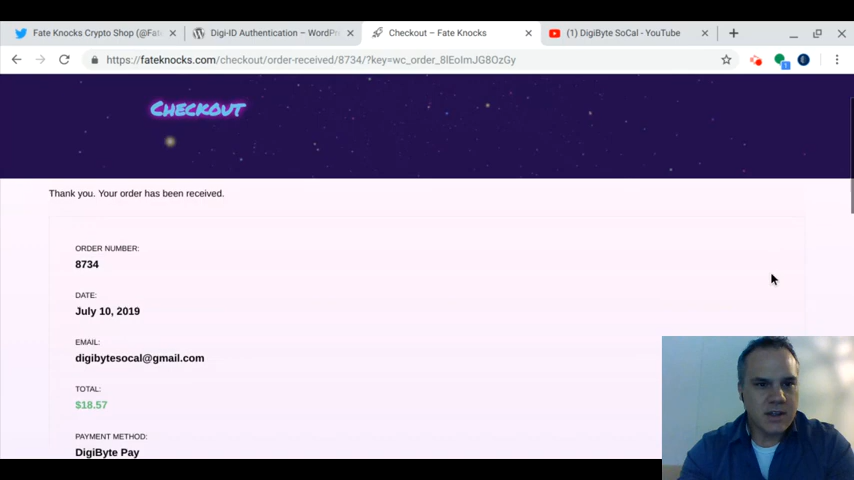 Fate Knocks Crypto Shop (@Fat
Digi-ID Authentication – WordPr
Checkout – Fate Knocks
(1) DigiByte SoCal - YouTube
https://fateknocks.com/checkout/order-received/8734/?key=wc_order_8lEoImJG8OzGy
1
Checkout
Thank you. Your order has been received.
ORDER NUMBER:
8734
DATE:
July 10, 2019
EMAIL:
digibytesocal@gmail.com
TOTAL:
$18.57
PAYMENT METHOD:
DigiByte Pay